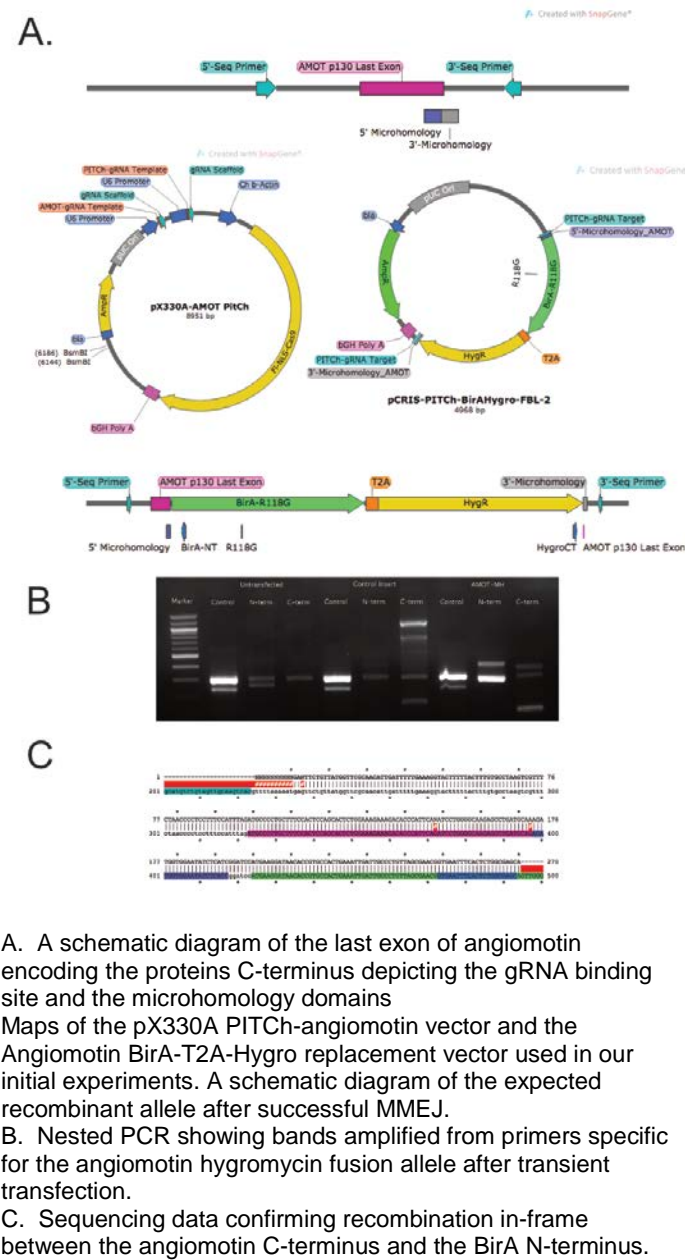 Created with SnapGene®
A.
5'-Seq Primer
AMOT p130 Last Exon
3'-Seq Primer
5' Microhomology
3'-Microhomology
Created with SnapGene®
PITCh-gRNA Template
gRNA Scaffold
U6 Promoter
gRNA Scaffold
Ch b-Actin
AMOT-gRNA Template
U6 Promoter
pUC Ori
AmpR
pX330A-AMOT PitCh
8951 bp
bla
(6186) BsmBI
(6144) BsmBI
bGH Poly A
Created with SnapGene®
pUC Ori
bla
PITCh-gRNA Target
5'-Microhomology_AMOT
AmpR
R118G
BirA-R118G
bGH Poly A
PITCh-gRNA Target
3'-Microhomology_AMOT
HygR
T2A
pCRIS-PITCh-BirAHygro-FBL-2
4968 bp
5'-Seq Primer
AMOT p130 Last Exon
T2A
3'-Microhomology
3'-Seq Primer
BirA-R118G
HygR
5' Microhomology
BirA-NT
R118G
HygroCT
AMOT p130 Last Exon
B
Untransfected
Control Insert
AMOT-MH
Marker
Control
N-term
C-term
Control
N-term
C-term
Control
N-term
C-term
C
A. A schematic diagram of the last exon of angiomotin
encoding the proteins C-terminus depicting the gRNA binding
site and the microhomology domains
Maps of the pX330A PITCh-angiomotin vector and the
Angiomotin BirA-T2A-Hygro replacement vector used in our
initial experiments. A schematic diagram of the expected
recombinant allele after successful MMEJ.
B. Nested PCR showing bands amplified from primers specific
for the angiomotin hygromycin fusion allele after transient
transfection.
C. Sequencing data confirming recombination in-frame
between the angiomotin C-terminus and the BirA N-terminus.